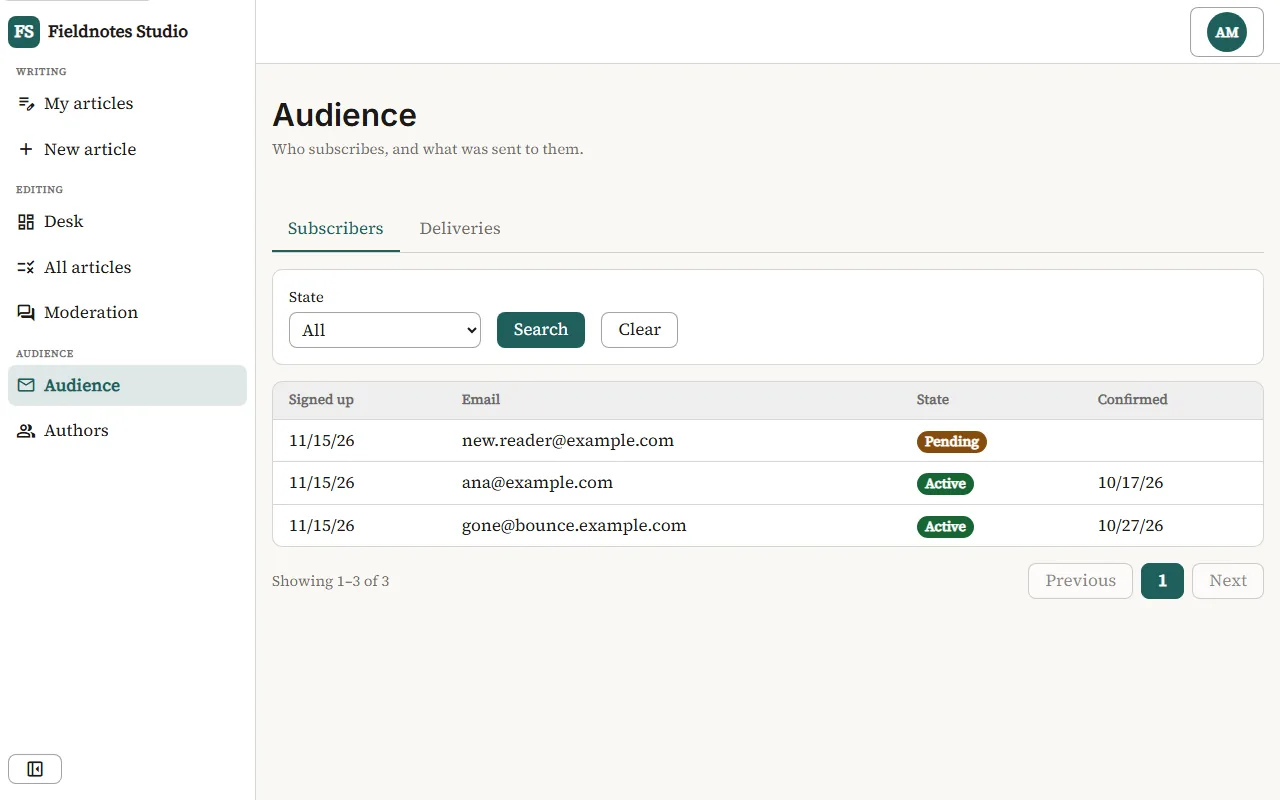 FS Fieldnotes Studio
AM
WRITING
My articles
New article
EDITING
Desk
All articles
Moderation
AUDIENCE
Audience
Authors
Audience
Who subscribes, and what was sent to them.
Subscribers Deliveries
State
All Search Clear
Signed up Email State Confirmed
11/15/26 new.reader@example.com Pending
11/15/26 ana@example.com Active 10/17/26
11/15/26 gone@bounce.example.com Active 10/27/26
Showing 1–3 of 3 Previous 1 Next